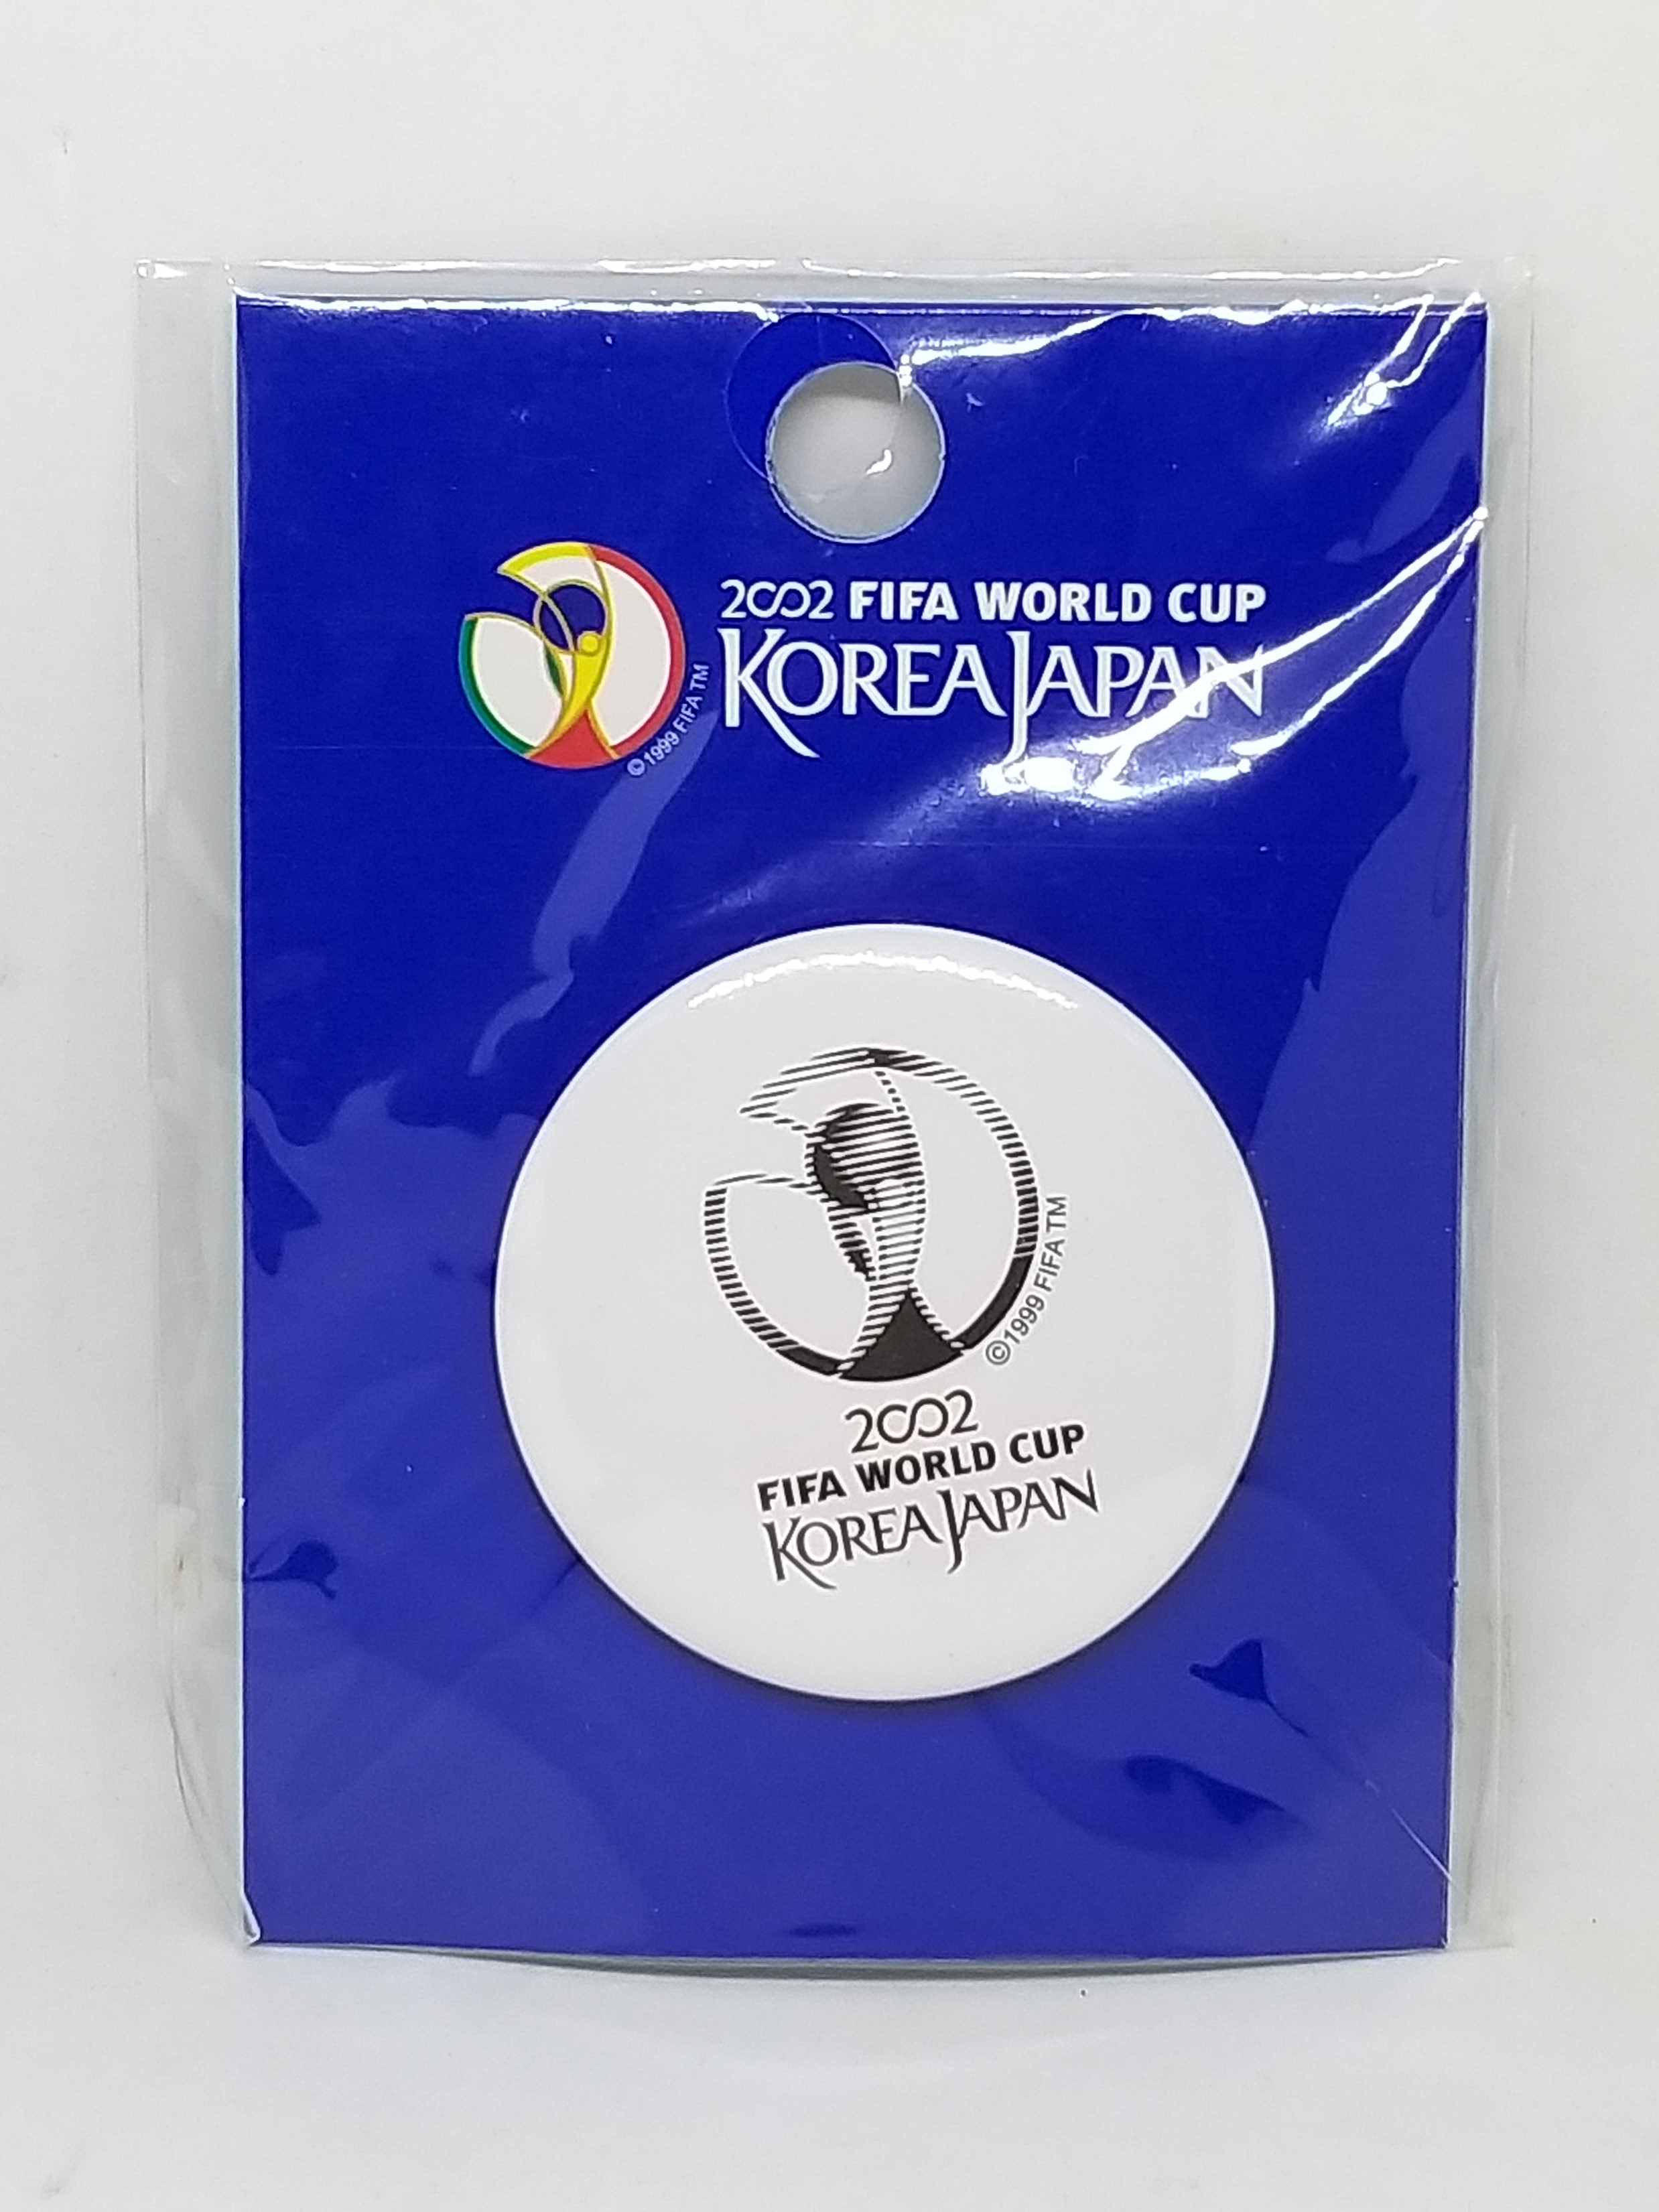 2002 FIFA WORLD CUP
KOREA JAPAN
©1999 FIFA TM
©1999 FIFA TM
2002
FIFA WORLD CUP
KOREA JAPAN